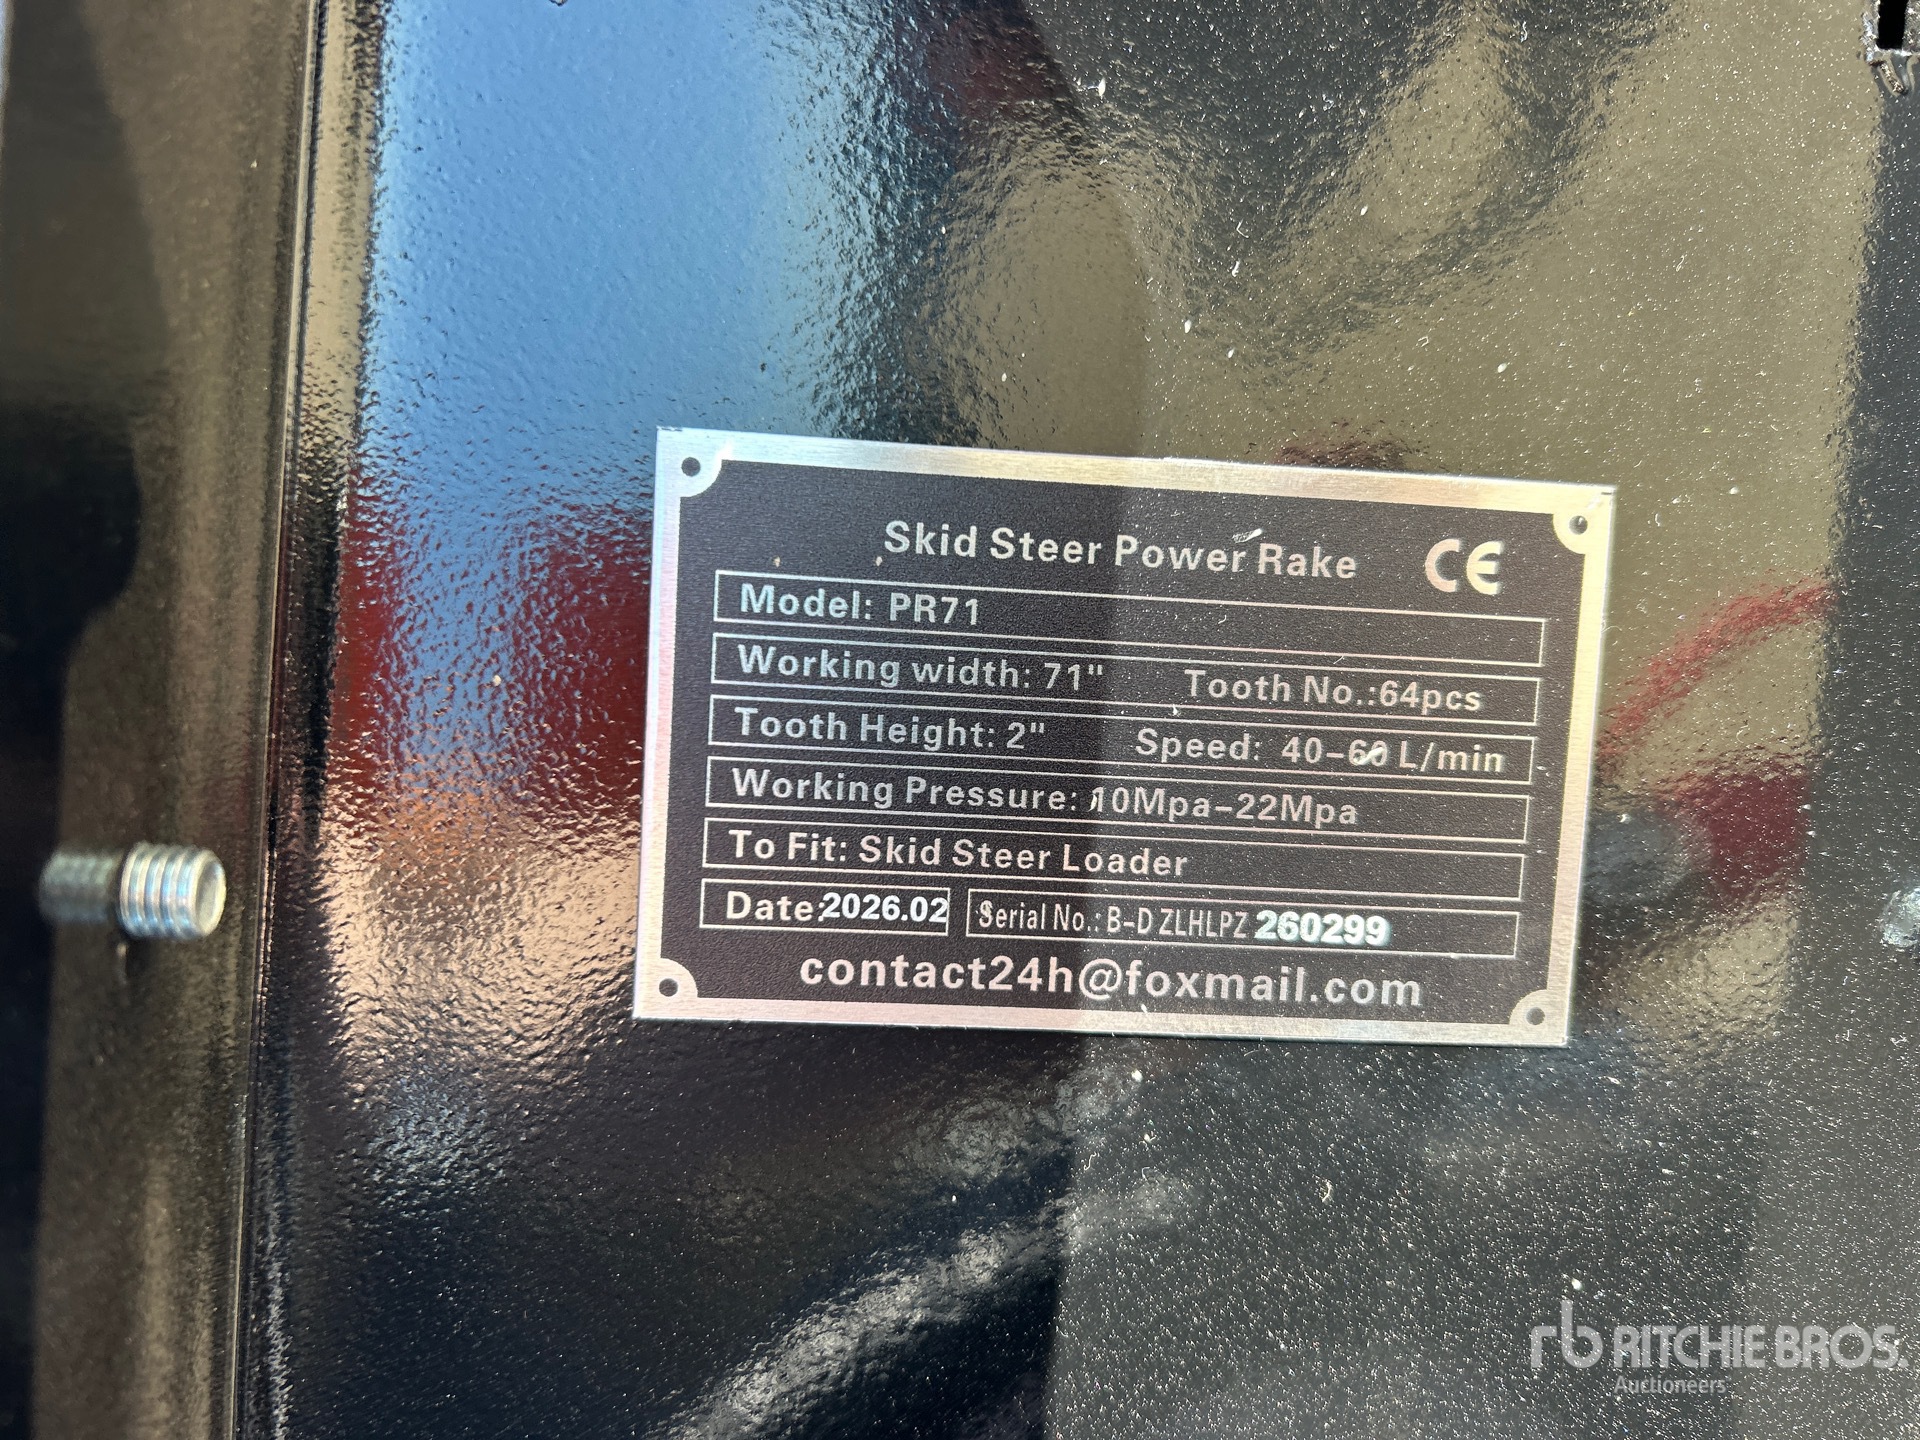 Skid Steer Power Rake CE
Model: PR71
Working width: 71" Tooth No.:64pcs
Tooth Height: 2" Speed: 40-60 L/min
Working Pressure: 10Mpa-22Mpa
To Fit: Skid Steer Loader
Date:2026.02 Serial No.: B-DZLHLPZ 260299
contact24h@foxmail.com
rb RITCHIE BROS.
Auctioneers